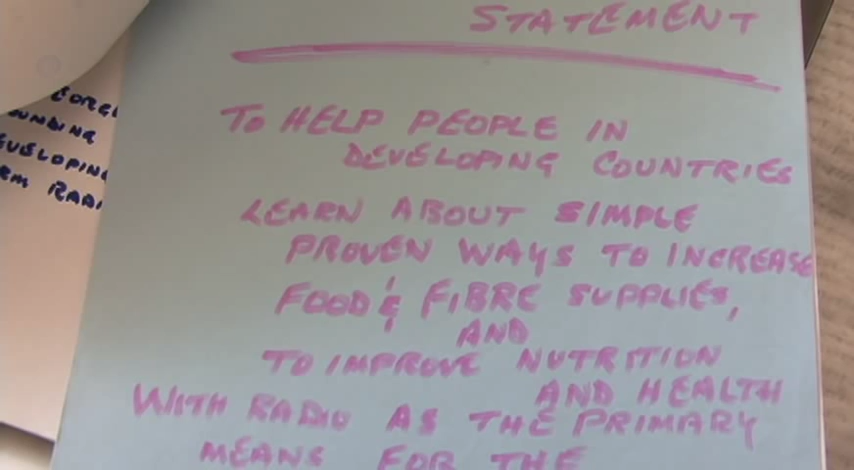 STATEMENT
TO HELP PEOPLE IN
DEVELOPING COUNTRIES
LEARN ABOUT SIMPLE
PROVEN WAYS TO INCREASE
FOOD & FIBRE SUPPLIES,
AND
TO IMPROVE NUTRITION
AND HEALTH
WITH RADIO AS THE PRIMARY
MEANS FOR THE